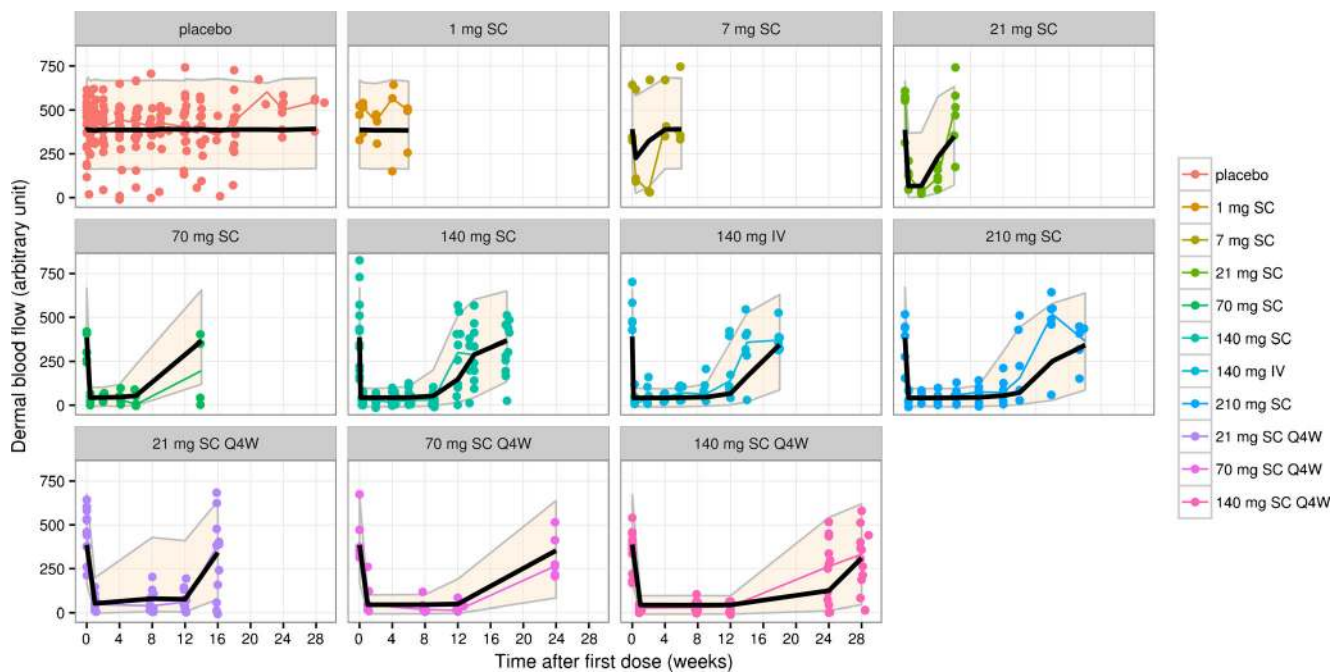 placebo
1 mg SC
7 mg SC
21 mg SC
750
500
250
0
70 mg SC
140 mg SC
140 mg IV
210 mg SC
750
500
250
0
21 mg SC Q4W
70 mg SC Q4W
140 mg SC Q4W
750
500
250
0
0 4 8 12 16 20 24 28
0 4 8 12 16 20 24 28
0 4 8 12 16 20 24 28
Time after first dose (weeks)
Dermal blood flow (arbitrary unit)
placebo
1 mg SC
7 mg SC
21 mg SC
70 mg SC
140 mg SC
140 mg IV
210 mg SC
21 mg SC Q4W
70 mg SC Q4W
140 mg SC Q4W